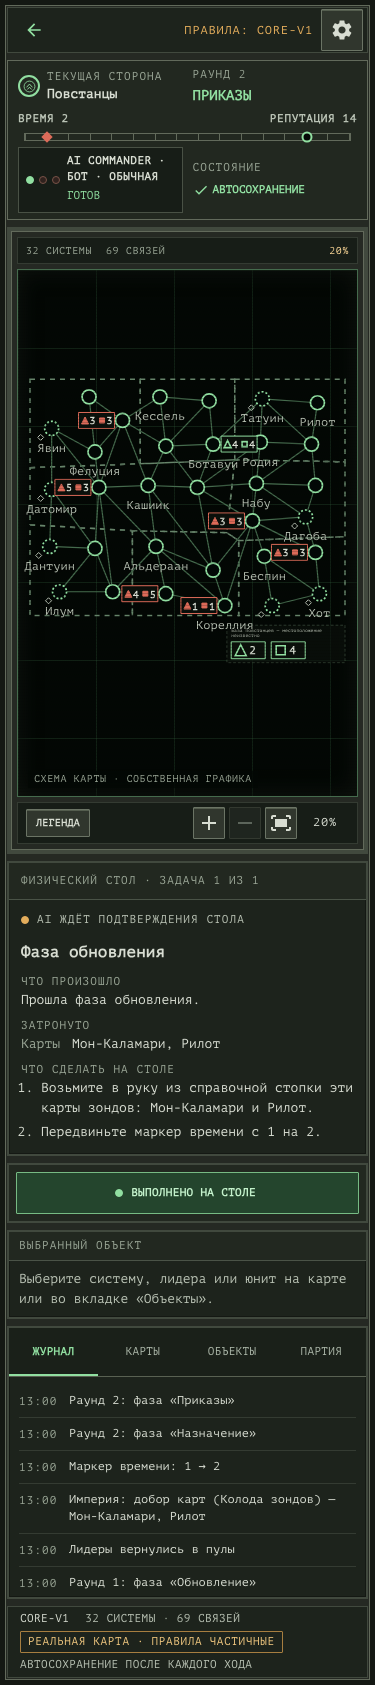 ПРАВИЛА: CORE-V1
ТЕКУЩАЯ СТОРОНА
Повстанцы
РАУНД 2
ПРИКАЗЫ
ВРЕМЯ 2
РЕПУТАЦИЯ 14
AI COMMANDER ·
БОТ · ОБЫЧНАЯ
ГОТОВ
СОСТОЯНИЕ
АВТОСОХРАНЕНИЕ
32 СИСТЕМЫ 69 СВЯЗЕЙ
20%
3 3
Кессель
Татуин
Рилот
Явин
4 4
Ботавуи
Родия
Фелуция
5 3
Датомир
Кашиик
Набу
3 3
Дагоба
Дантуин
Альдераан
3 3
Беспин
Илум
4 5
1 1
Кореллия
Хот
2 4
СХЕМА КАРТЫ · СОБСТВЕННАЯ ГРАФИКА
ЛЕГЕНДА
20%
ФИЗИЧЕСКИЙ СТОЛ · ЗАДАЧА 1 ИЗ 1
AI ЖДЁТ ПОДТВЕРЖДЕНИЯ СТОЛА
Фаза обновления
ЧТО ПРОИЗОШЛО
Прошла фаза обновления.
ЗАТРОНУТО
Карты Мон-Каламари, Рилот
ЧТО СДЕЛАТЬ НА СТОЛЕ
1. Возьмите в руку из справочной стопки эти
карты зондов: Мон-Каламари и Рилот.
2. Передвиньте маркер времени с 1 на 2.
ВЫПОЛНЕНО НА СТОЛЕ
ВЫБРАННЫЙ ОБЪЕКТ
Выберите систему, лидера или юнит на карте
или во вкладке «Объекты».
ЖУРНАЛ
КАРТЫ
ОБЪЕКТЫ
ПАРТИЯ
13:00 Раунд 2: фаза «Приказы»
13:00 Раунд 2: фаза «Назначение»
13:00 Маркер времени: 1 → 2
13:00 Империя: добор карт (Колода зондов) —
Мон-Каламари, Рилот
13:00 Лидеры вернулись в пулы
13:00 Раунд 1: фаза «Обновление»
CORE-V1 32 СИСТЕМЫ · 69 СВЯЗЕЙ
РЕАЛЬНАЯ КАРТА · ПРАВИЛА ЧАСТИЧНЫЕ
АВТОСОХРАНЕНИЕ ПОСЛЕ КАЖДОГО ХОДА